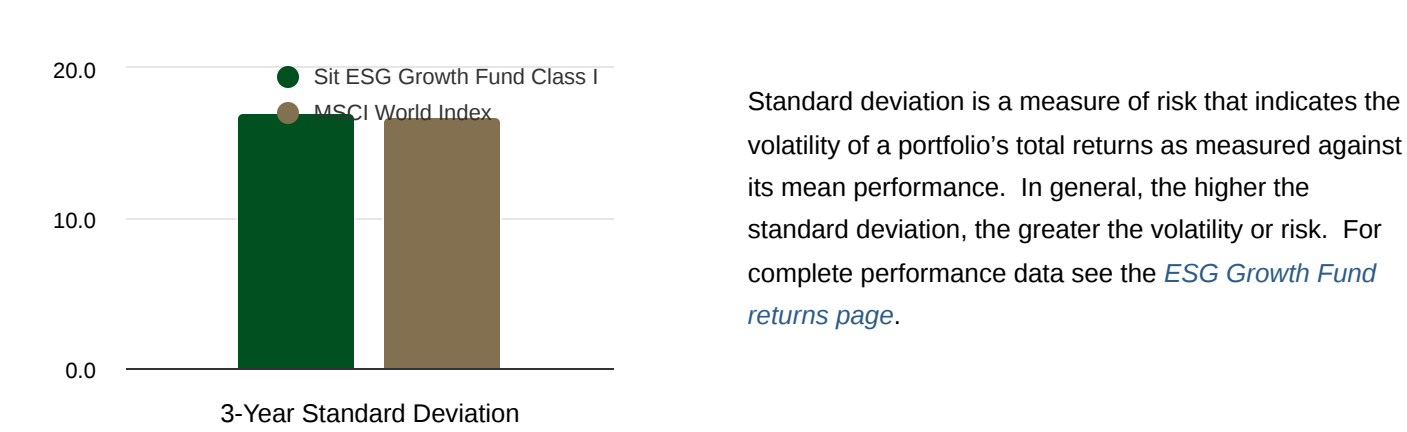 20.0
Sit ESG Growth Fund Class I
MSCI World Index
10.0
0.0
3-Year Standard Deviation
Standard deviation is a measure of risk that indicates the
volatility of a portfolio’s total returns as measured against
its mean performance.  In general, the higher the
standard deviation, the greater the volatility or risk.  For
complete performance data see the ESG Growth Fund
returns page.